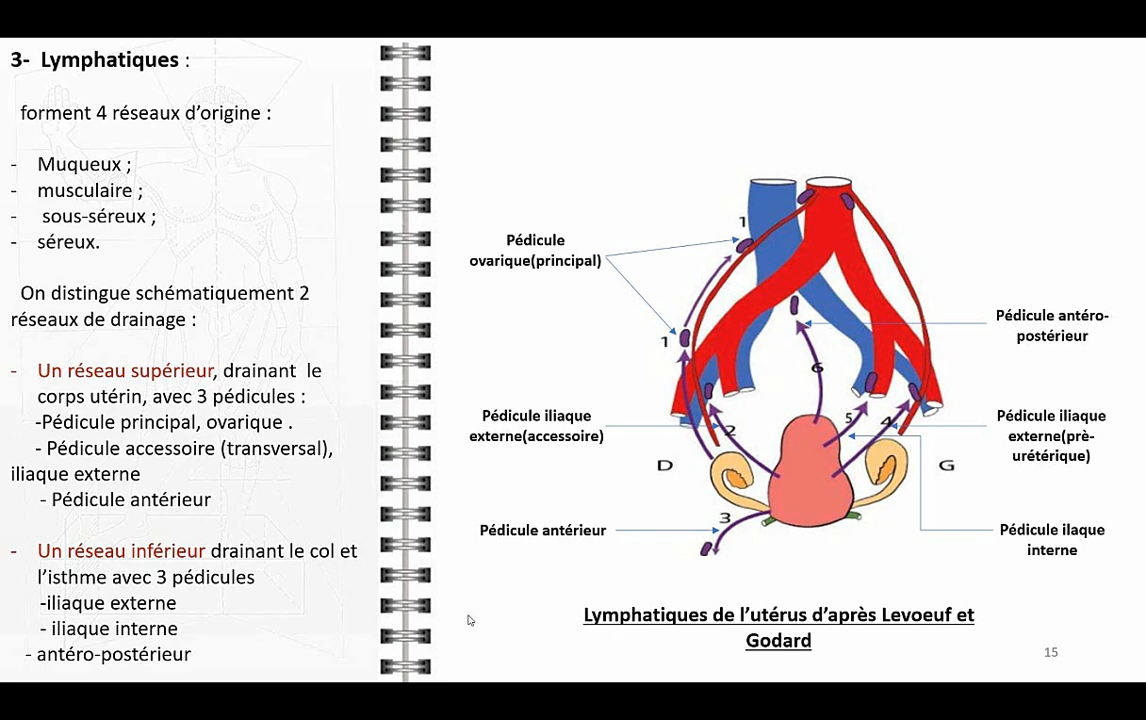 3- Lymphatiques :
forment 4 réseaux d'origine :
- Muqueux ;
- musculaire ;
- sous-séreux ;
- séreux.
On distingue schématiquement 2
réseaux de drainage :
- Un réseau supérieur, drainant le
corps utérin, avec 3 pédicules :
-Pédicule principal, ovarique .
- Pédicule accessoire (transversal),
iliaque externe
- Pédicule antérieur
- Un réseau inférieur drainant le col et
l'isthme avec 3 pédicules
-iliaque externe
- iliaque interne
- antéro-postérieur
1
Pédicule
ovarique(principal)
1
Pédicule antéro-
postérieur
6
Pédicule iliaque
externe(accessoire)
2
5
4
Pédicule iliaque
externe(prè-
urétérique)
D
G
3
Pédicule antérieur
Pédicule ilaque
interne
Lymphatiques de l'utérus d'après Levoeuf et
Godard
15